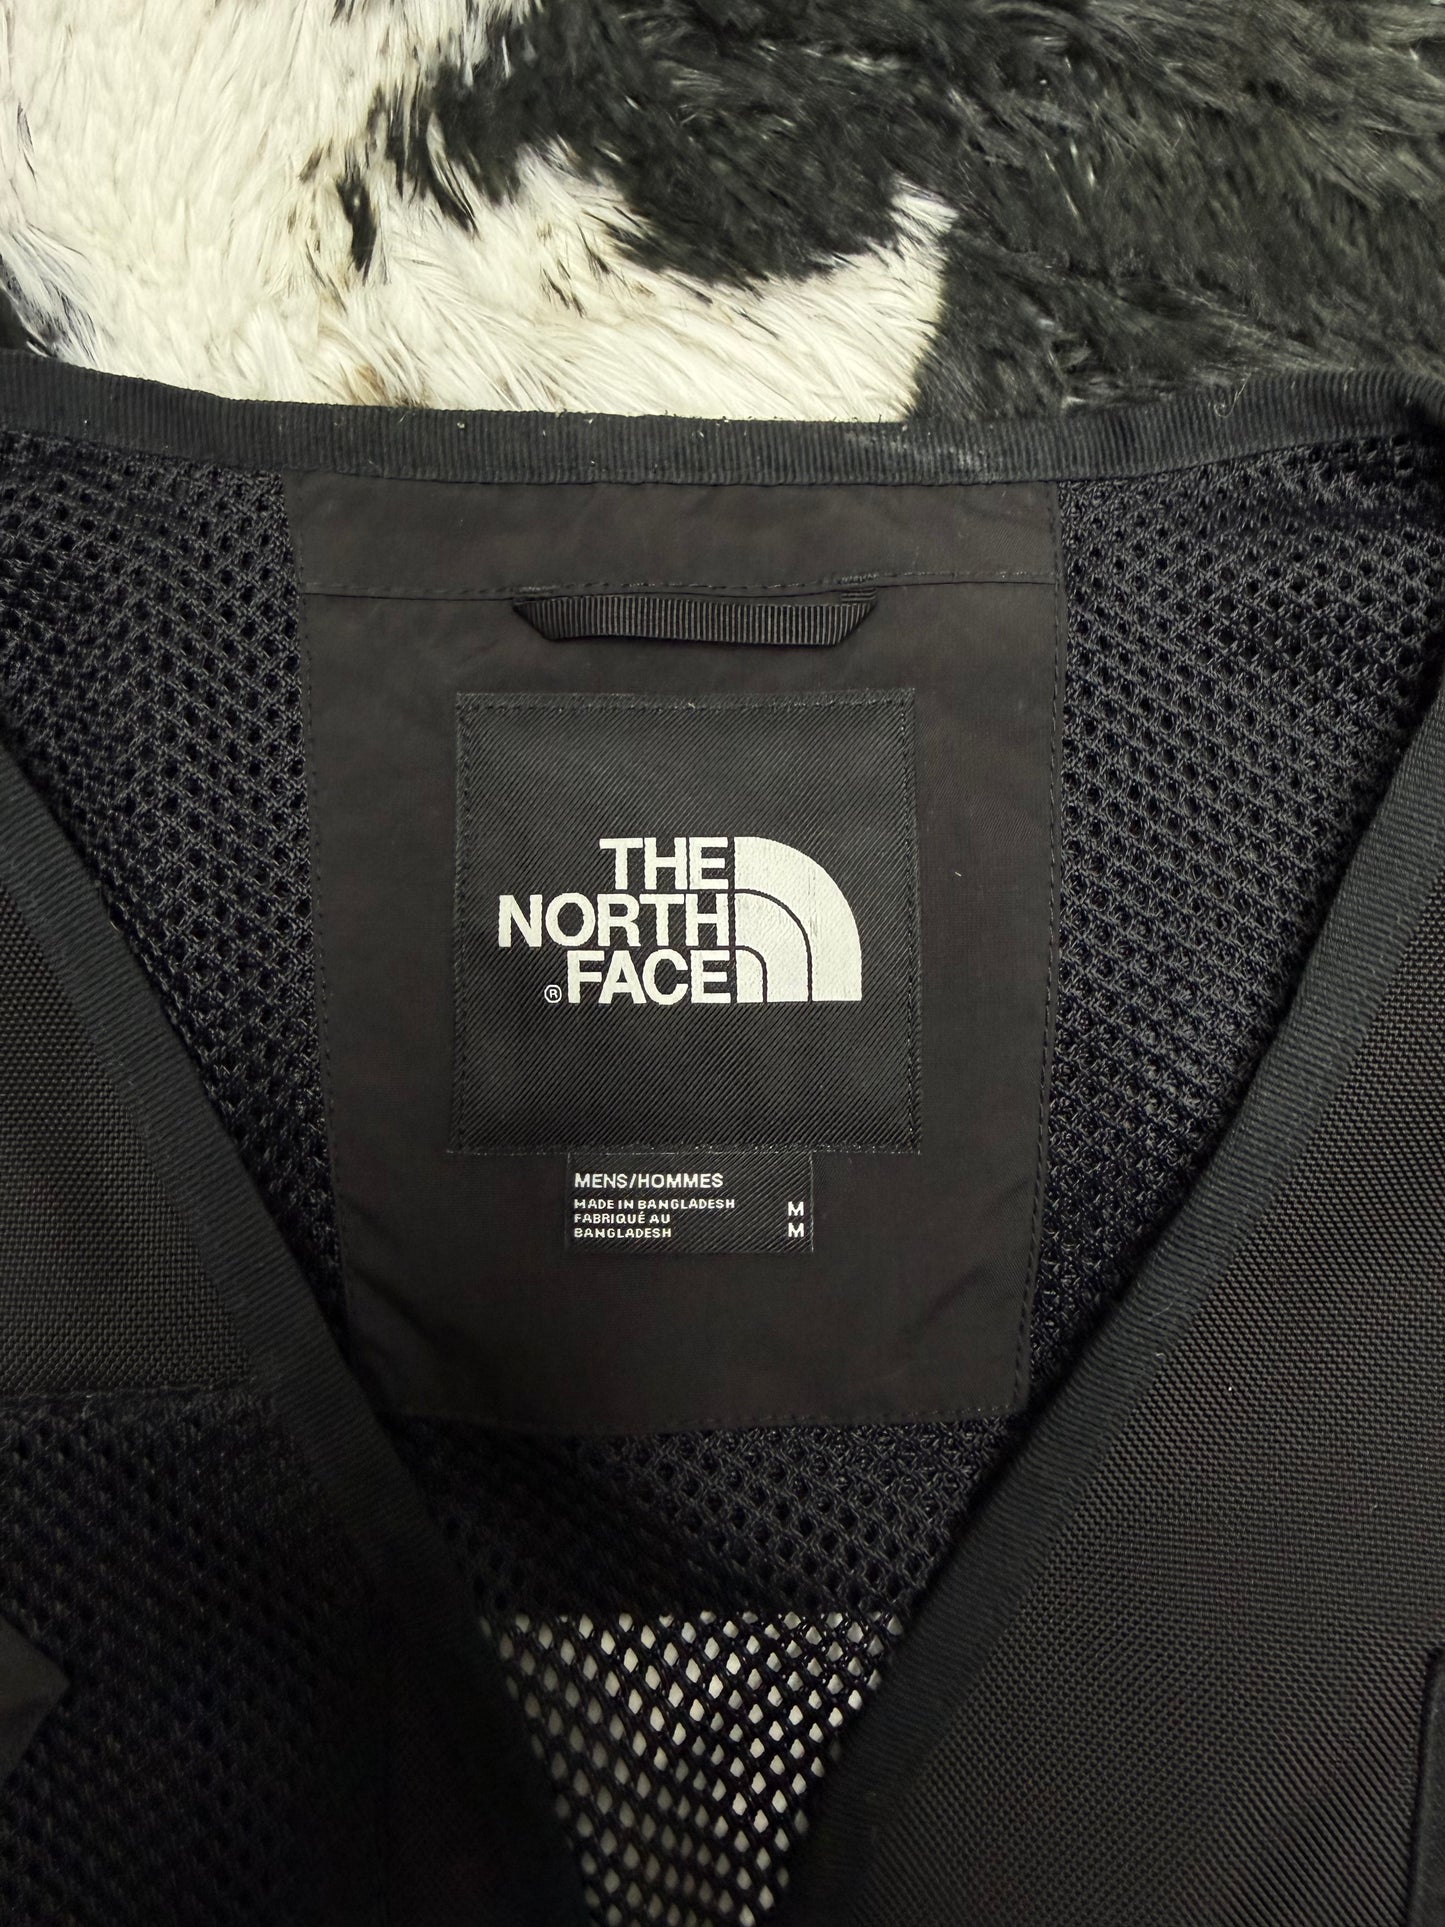 THE
NORTH
FACE
®
MENS/HOMMES
MADE IN BANGLADESH M
FABRIQUÉ AU
BANGLADESH M